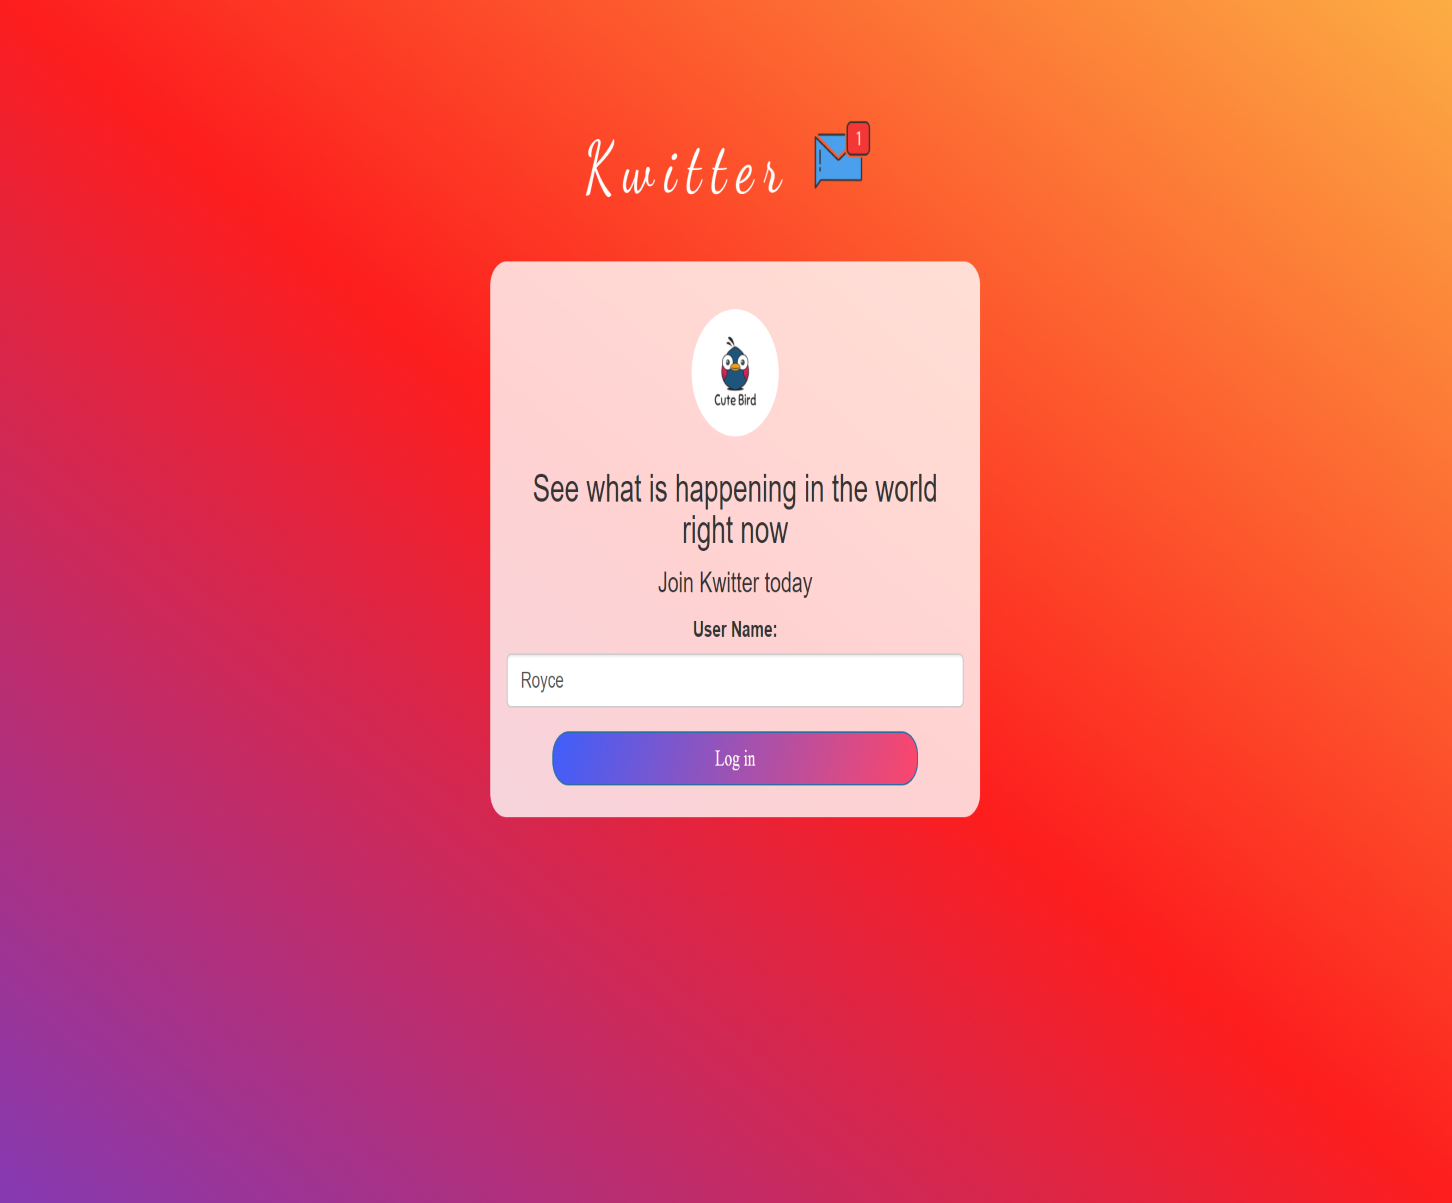 Kwitter
1
Cute Bird
See what is happening in the world
right now
Join Kwitter today
User Name:
Royce
Log in